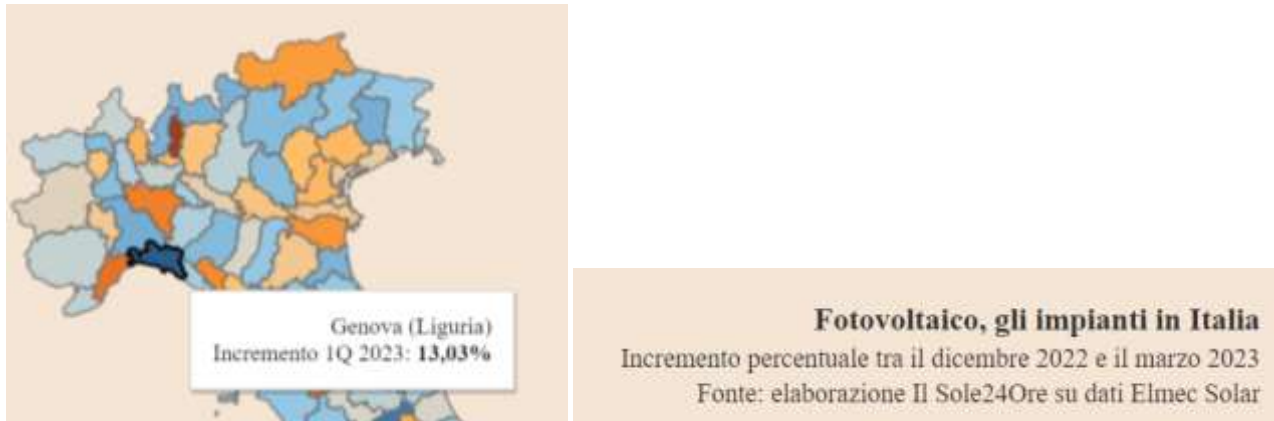 Genova (Liguria)
Incremento 1Q 2023: 13,03%
Fotovoltaico, gli impianti in Italia
Incremento percentuale tra il dicembre 2022 e il marzo 2023
Fonte: elaborazione Il Sole24Ore su dati Elmec Solar